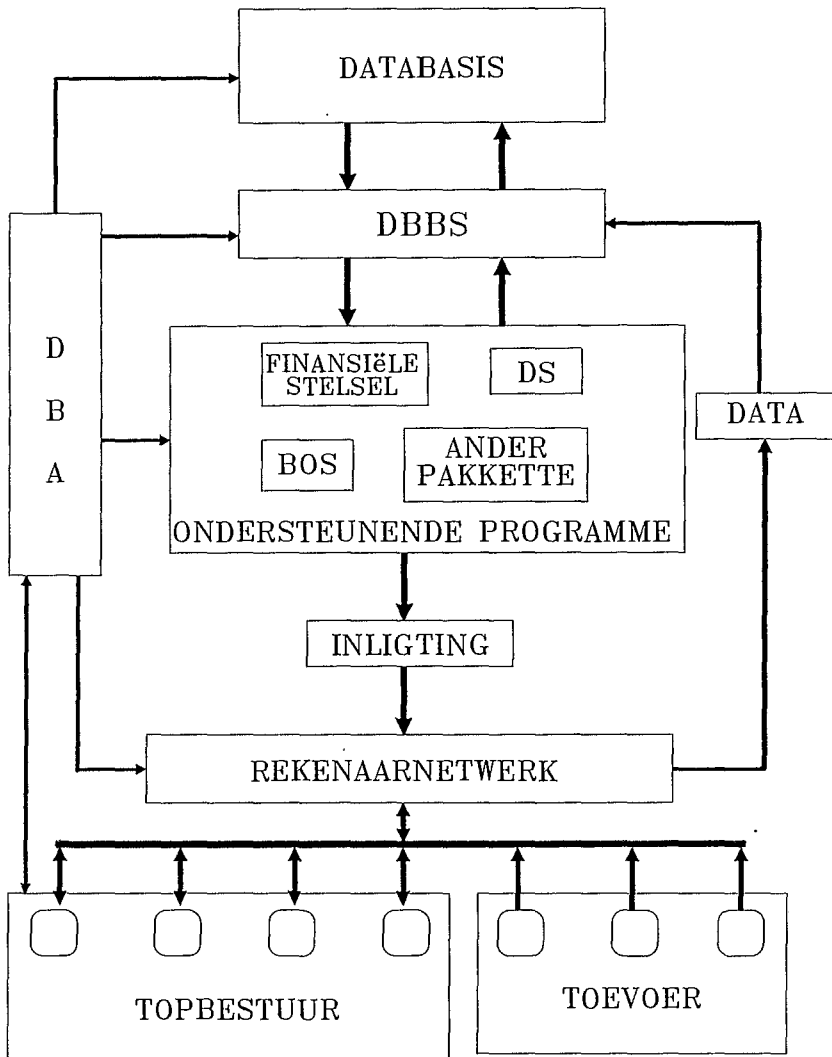 DATABASIS
DBBS
D
B
A
FINANSIëLE
STELSEL
DS
BOS
ANDER
PAKKETTE
ONDERSTEUNENDE PROGRAMME
DATA
INLIGTING
REKENAARNETWERK
TOPBESTUUR
TOEVOER